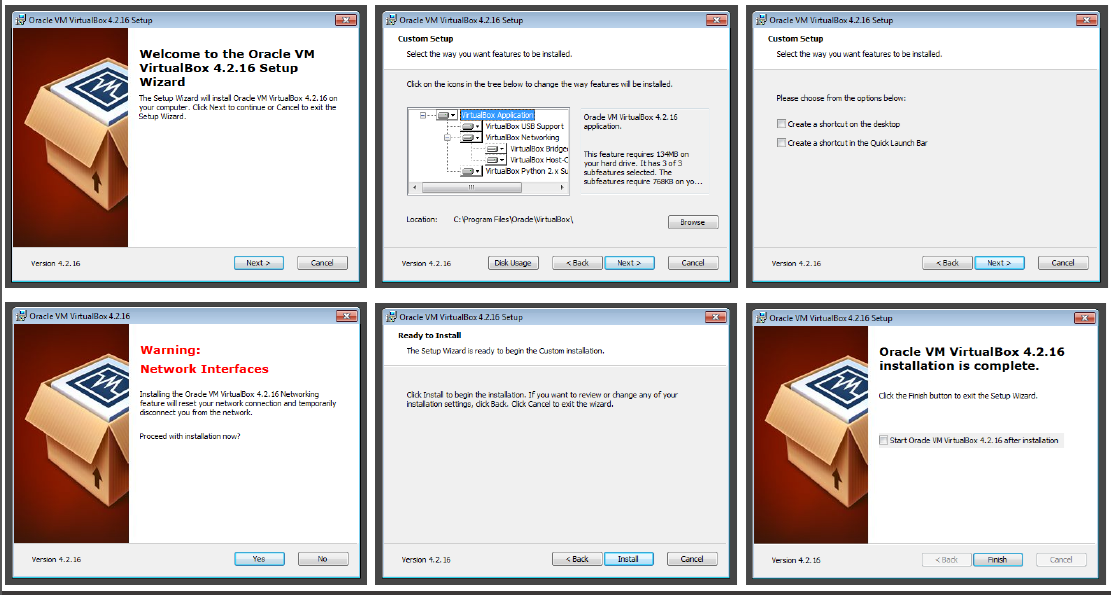 Oracle VM VirtualBox 4.2.16 Setup
Welcome to the Oracle VM
VirtualBox 4.2.16 Setup
Wizard
The Setup Wizard will install Oracle VM VirtualBox 4.2.16 on
your computer. Click Next to continue or Cancel to exit the
Setup Wizard.
Version 4.2.16
Next >
Cancel
Oracle VM VirtualBox 4.2.16 Setup
Custom Setup
Select the way you want features to be installed.
Click on the icons in the tree below to change the way features will be installed.
VirtualBox Application
VirtualBox USB Support
VirtualBox Networking
VirtualBox Bridge
VirtualBox Host-C
VirtualBox Python 2.x Su
Oracle VM VirtualBox 4.2.16
application.
This feature requires 134MB on
your hard drive. It has 3 of 3
subfeatures selected. The
subfeatures require 768KB on yo...
Location:
C:\Program Files\Oracle\VirtualBox\
Browse
Version 4.2.16
Disk Usage
< Back
Next >
Cancel
Oracle VM VirtualBox 4.2.16 Setup
Custom Setup
Select the way you want features to be installed.
Please choose from the options below:
Create a shortcut on the desktop
Create a shortcut in the Quick Launch Bar
Version 4.2.16
< Back
Next >
Cancel
Oracle VM VirtualBox 4.2.16
Warning:
Network Interfaces
Installing the Oracle VM VirtualBox 4.2.16 Networking
feature will reset your network connection and temporarily
disconnect you from the network.
Proceed with installation now?
Version 4.2.16
Yes
No
Oracle VM VirtualBox 4.2.16 Setup
Ready to Install
The Setup Wizard is ready to begin the Custom installation.
Click Install to begin the installation. If you want to review or change any of your
installation settings, click Back. Click Cancel to exit the wizard.
Version 4.2.16
< Back
Install
Cancel
Oracle VM VirtualBox 4.2.16 Setup
Oracle VM VirtualBox 4.2.16
installation is complete.
Click the Finish button to exit the Setup Wizard.
Start Oracle VM VirtualBox 4.2.16 after installation
Version 4.2.16
< Back
Finish
Cancel